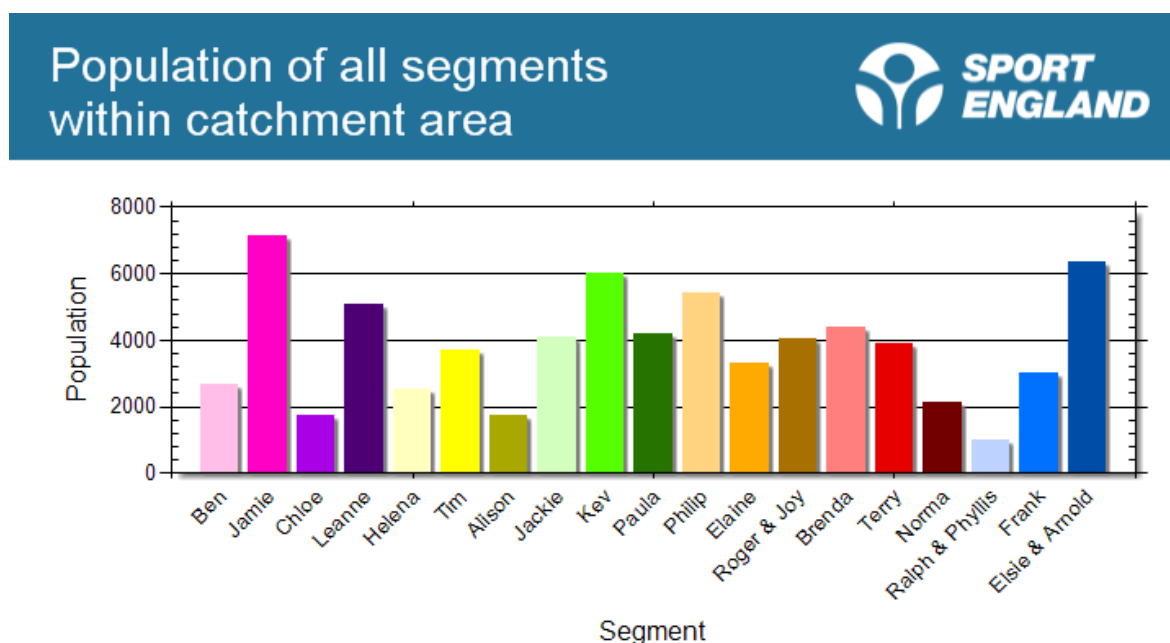 Population of all segments
within catchment area
SPORT
ENGLAND
8000
6000
4000
2000
0
Population
Ben
Jamie
Chloe
Leanne
Helena
Tim
Alison
Jackie
Kev
Paula
Philip
Elaine
Roger & Joy
Brenda
Terry
Norma
Ralph & Phyllis
Frank
Elsie & Arnold
Segment